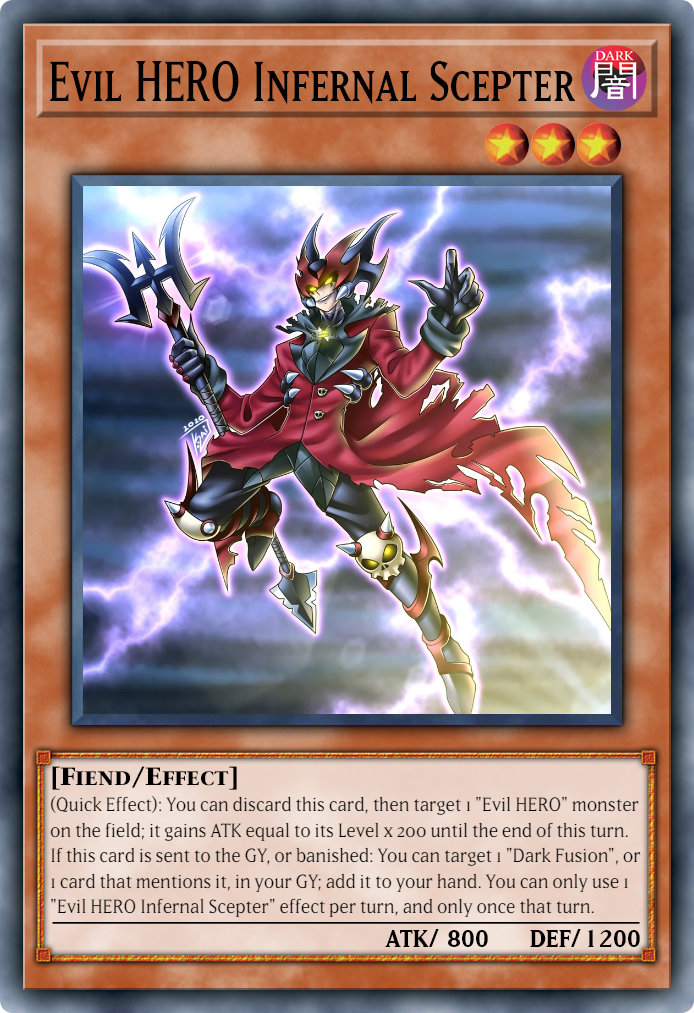 Evil HERO Infernal Scepter
DARK
闇
2020
[Fiend/Effect]
(Quick Effect): You can discard this card, then target 1 "Evil HERO" monster
on the field; it gains ATK equal to its Level x 200 until the end of this turn.
If this card is sent to the GY, or banished: You can target 1 "Dark Fusion", or
1 card that mentions it, in your GY; add it to your hand. You can only use 1
"Evil HERO Infernal Scepter" effect per turn, and only once that turn.
ATK/ 800 DEF/ 1200